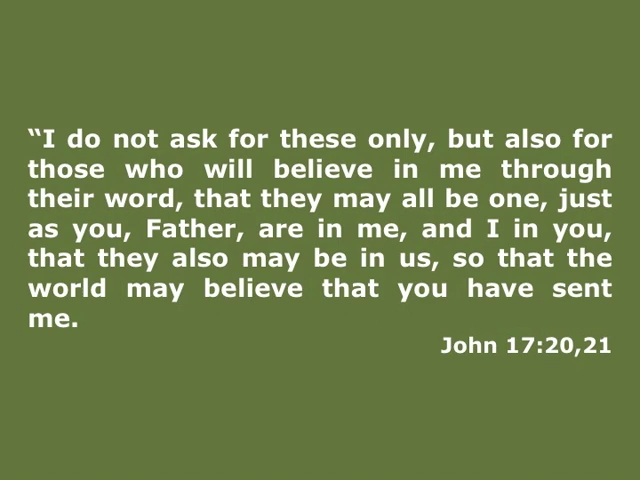 “I do not ask for these only, but also for
those who will believe in me through
their word, that they may all be one, just
as you, Father, are in me, and I in you,
that they also may be in us, so that the
world may believe that you have sent
me.
John 17:20,21